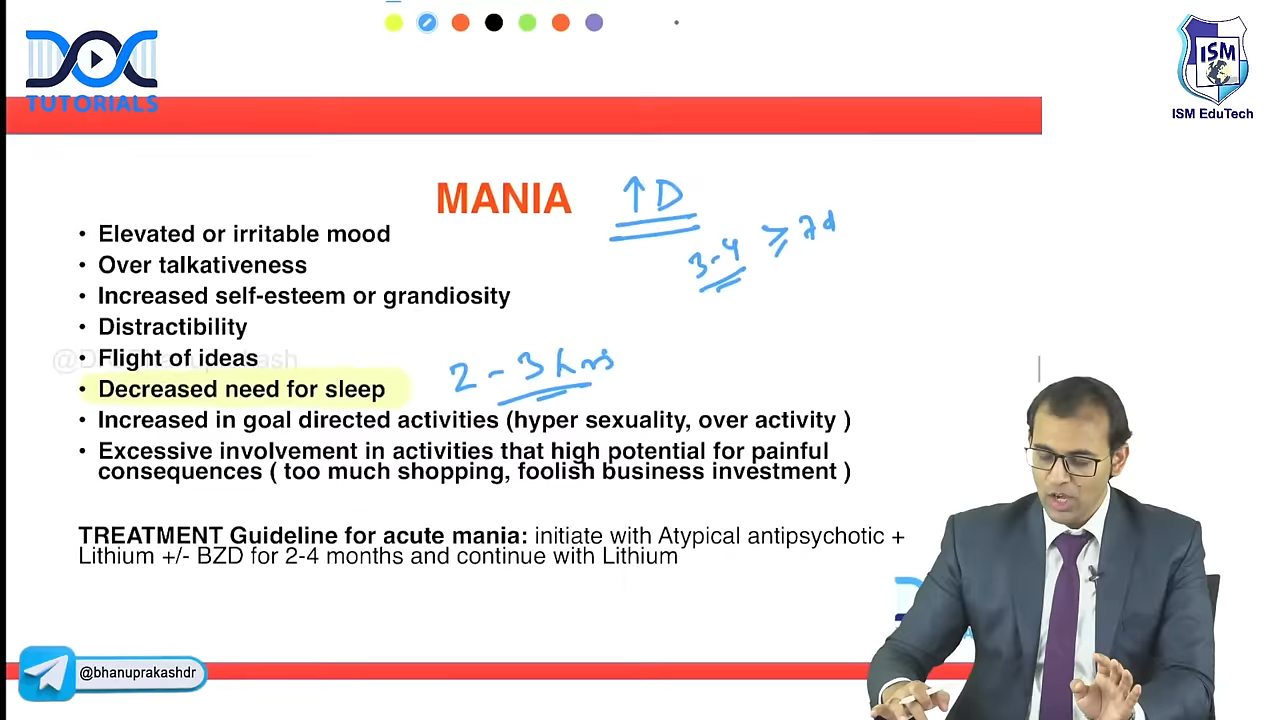 DOC
TUTORIALS
ISM
ISM EduTech
MANIA ↑ D
3-4 ≥ 7d
• Elevated or irritable mood
• Over talkativeness
• Increased self-esteem or grandiosity
• Distractibility
• Flight of ideas
2 - 3 hrs
• Decreased need for sleep
• Increased in goal directed activities (hyper sexuality, over activity )
• Excessive involvement in activities that high potential for painful
consequences ( too much shopping, foolish business investment )
TREATMENT Guideline for acute mania: initiate with Atypical antipsychotic +
Lithium +/- BZD for 2-4 months and continue with Lithium
@bhanuprakashdr